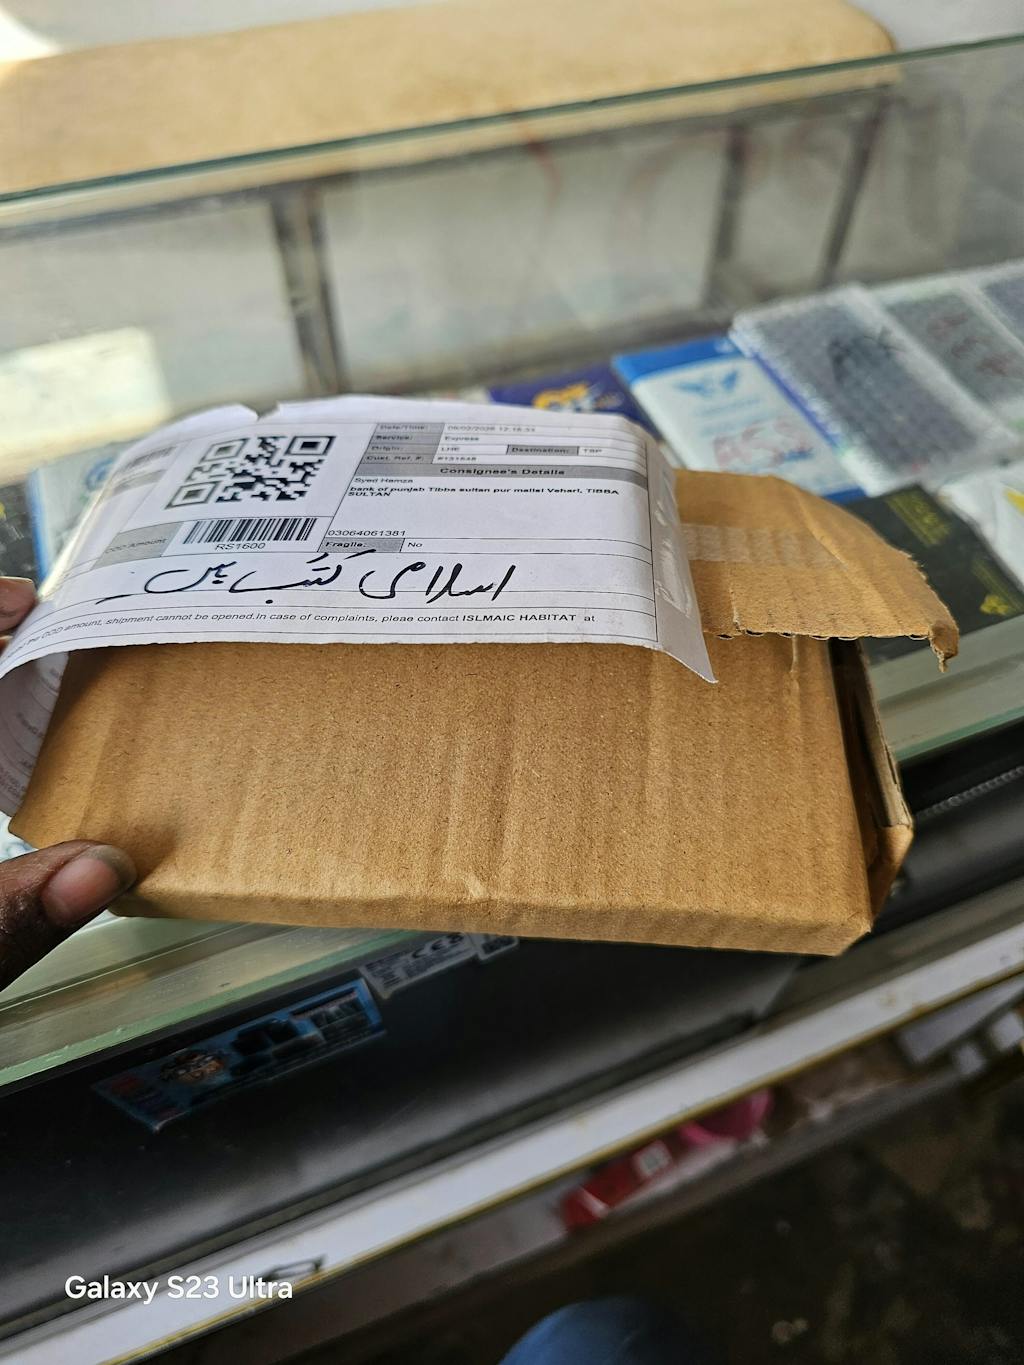 Date/Time:
Service: Express
Origin: LHE Destination: TSP
Cust. Ref. #: #131648
Consignee's Details
Syed Hamza
bank of punjab Tibba sultan pur mailsi Vehari, TIBBA
SULTAN
03064061381
COD Amount RS1600 Fragile: No
اسلامی کتب ہیں۔
COD amount, shipment cannot be opened.In case of complaints, pleae contact ISLMAIC HABITAT at
Galaxy S23 Ultra